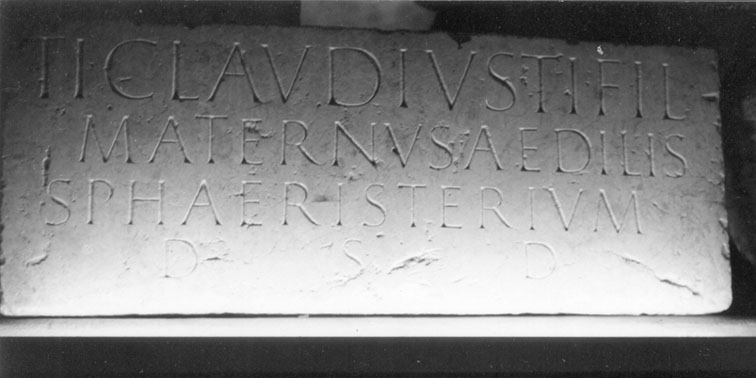 TI CLAVDIVS TI FIL
MATERNVS AEDILIS
SPHAERISTERIVM
D S D